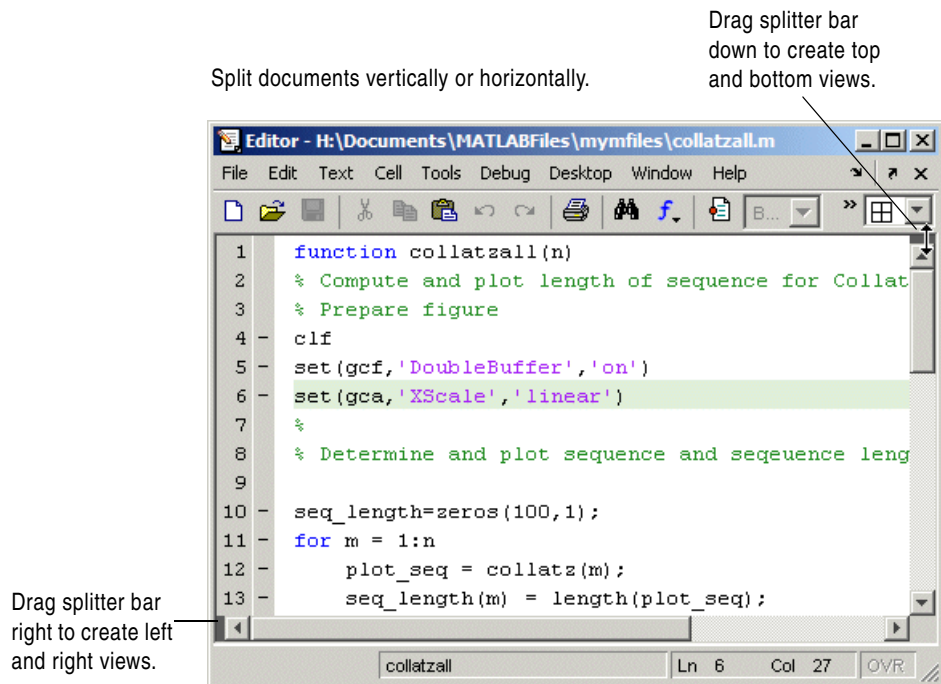 Drag splitter bar
down to create top
and bottom views.
Split documents vertically or horizontally.
Editor - H:\Documents\MATLABFiles\mymfiles\collatzall.m
File Edit Text Cell Tools Debug Desktop Window Help
B...
1 function collatzall(n)
2 % Compute and plot length of sequence for Collat
3 % Prepare figure
4 - clf
5 - set(gcf,'DoubleBuffer','on')
6 - set(gca,'XScale','linear')
7 %
8 % Determine and plot sequence and seqeuence leng
9
10 - seq_length=zeros(100,1);
11 - for m = 1:n
12 - plot_seq = collatz(m);
13 - seq_length(m) = length(plot_seq);
Drag splitter bar
right to create left
and right views.
collatzall Ln 6 Col 27 OVR